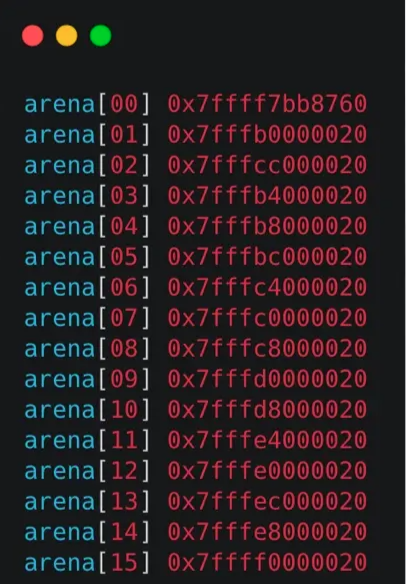 arena[00] 0x7ffff7bb8760
arena[01] 0x7fffb0000020
arena[02] 0x7fffcc000020
arena[03] 0x7fffb4000020
arena[04] 0x7fffb8000020
arena[05] 0x7fffbc000020
arena[06] 0x7fffc4000020
arena[07] 0x7fffc0000020
arena[08] 0x7fffc8000020
arena[09] 0x7fffd0000020
arena[10] 0x7fffd8000020
arena[11] 0x7fffe4000020
arena[12] 0x7fffe0000020
arena[13] 0x7fffec000020
arena[14] 0x7fffe8000020
arena[15] 0x7ffff0000020